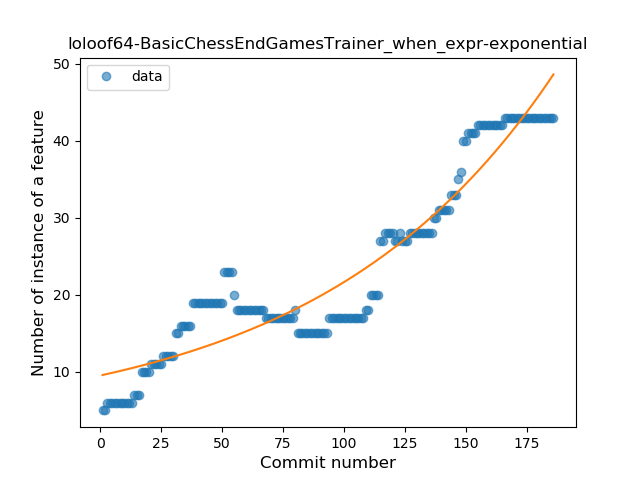 loloof64-BasicChessEndGamesTrainer_when_expr-exponential
data
Number of instance of a feature
50
40
30
20
10
0 25 50 75 100 125 150 175
Commit number